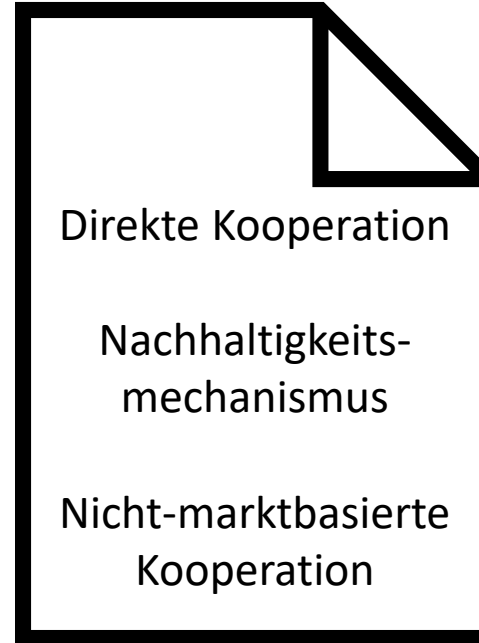 Direkte Kooperation
Nachhaltigkeits-
mechanismus
Nicht-marktbasierte
Kooperation